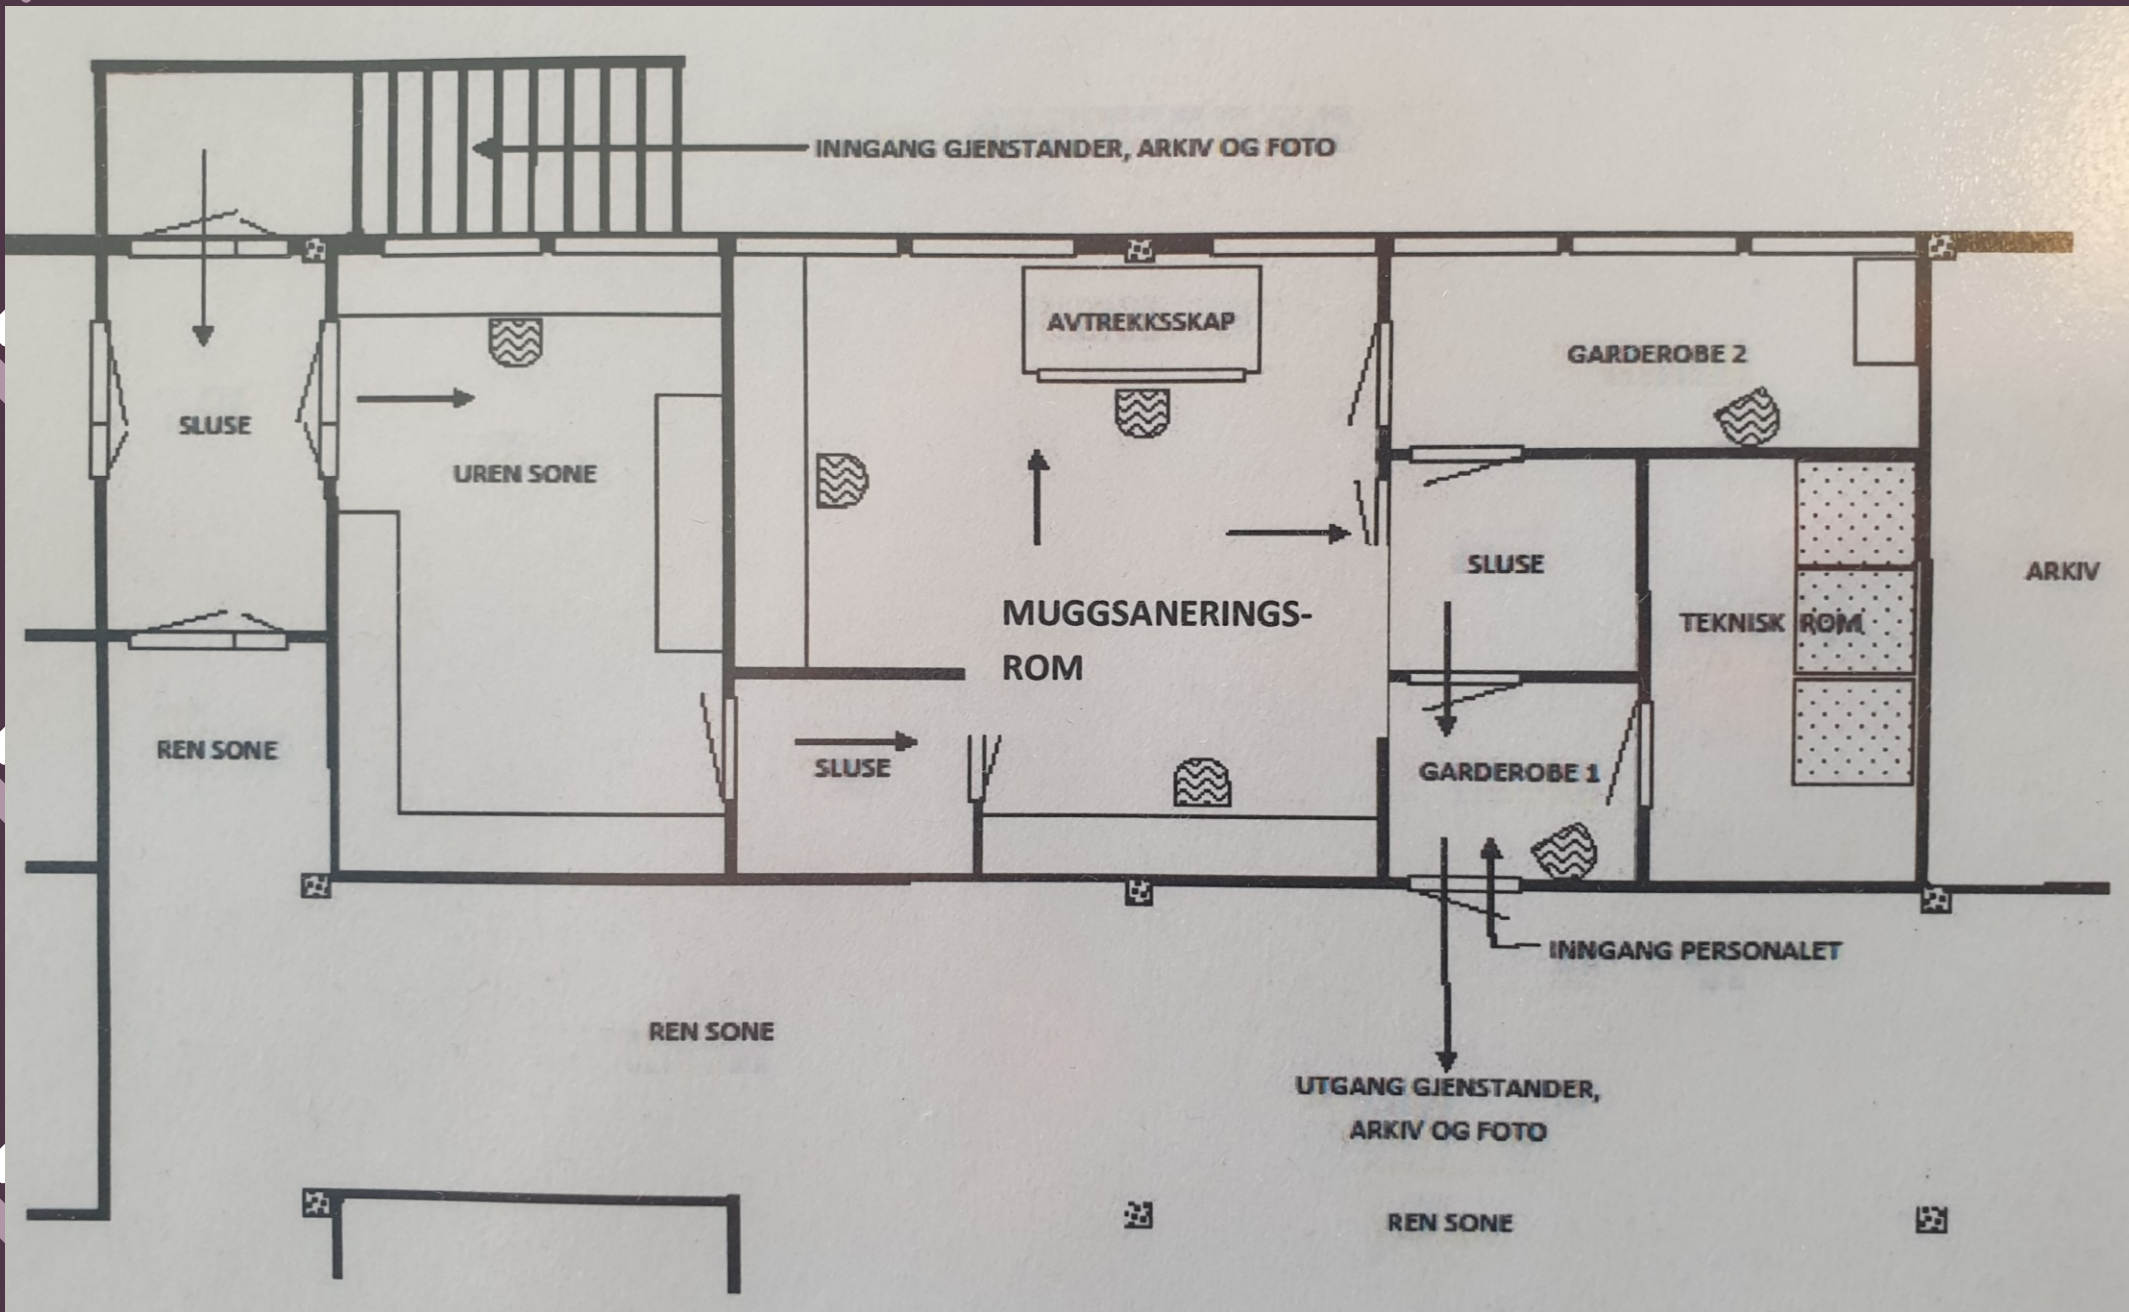 INNGANG GJENSTANDER, ARKIV OG FOTO
AVTREKKSSKAP
GARDEROBE 2
SLUSE
UREN SONE
SLUSE
ARKIV
MUGGSANERINGS-
ROM
TEKNISK ROM
REN SONE
SLUSE
GARDEROBE 1
INNGANG PERSONALET
REN SONE
UTGANG GJENSTANDER,
ARKIV OG FOTO
REN SONE